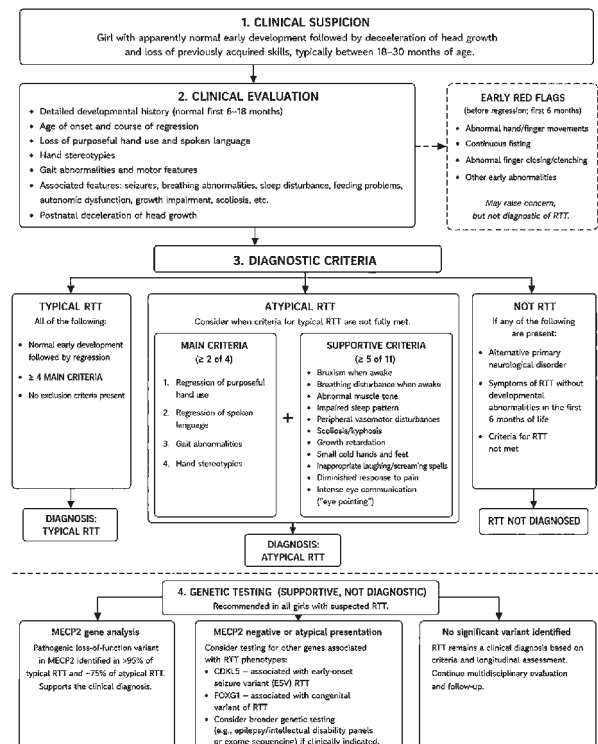 1. CLINICAL SUSPICION
Girl with apparently normal early development followed by decceleration of head growth
and loss of previously acquired skills, typically between 18–30 months of age.
2. CLINICAL EVALUATION
• Detailed developmental history (normal first 6–18 months)
• Age of onset and course of regression
• Loss of purposeful hand use and spoken language
• Hand stereotypies
• Gait abnormalities and motor features
• Associated features: seizures, breathing abnormalities, sleep disturbance, feeding problems,
autonomic dysfunction, growth impairment, scoliosis, etc.
• Postnatal deceleration of head growth
EARLY RED FLAGS
(before regression; first 6 months)
• Abnormal hand/finger movements
• Continuous fisting
• Abnormal finger closing/clenching
• Other early abnormalities
May raise concern,
but not diagnostic of RTT.
3. DIAGNOSTIC CRITERIA
TYPICAL RTT
All of the following:
• Normal early development
followed by regression
• ≥ 4 MAIN CRITERIA
• No exclusion criteria present
DIAGNOSIS:
TYPICAL RTT
ATYPICAL RTT
Consider when criteria for typical RTT are not fully met.
MAIN CRITERIA
(≥ 2 of 4)
1. Regression of purposeful
hand use
2. Regression of spoken
language
3. Gait abnormalities
4. Hand stereotypies
+
SUPPORTIVE CRITERIA
(≥ 5 of 11)
• Bruxism when awake
• Breathing disturbance when awake
• Abnormal muscle tone
• Impaired sleep pattern
• Peripheral vasomotor disturbances
• Scoliosis/kyphosis
• Growth retardation
• Small cold hands and feet
• Inappropriate laughing/screaming spells
• Diminished response to pain
• Intense eye communication
("eye pointing")
DIAGNOSIS:
ATYPICAL RTT
NOT RTT
If any of the following
are present:
• Alternative primary
neurological disorder
• Symptoms of RTT without
developmental
abnormalities in the first
6 months of life
• Criteria for RTT
not met
RTT NOT DIAGNOSED
4. GENETIC TESTING (SUPPORTIVE, NOT DIAGNOSTIC)
Recommended in all girls with suspected RTT.
MECP2 gene analysis
Pathogenic loss-of-function variant
in MECP2 identified in >95% of
typical RTT and ~75% of atypical RTT.
Supports the clinical diagnosis.
MECP2 negative or atypical presentation
Consider testing for other genes associated
with RTT phenotypes:
• CDKL5 – associated with early-onset
seizure variant (ESV) RTT
• FOXG1 – associated with congenital
variant of RTT
• Consider broader genetic testing
(e.g., epilepsy/intellectual disability panels
or exome sequencing) if clinically indicated.
No significant variant identified
RTT remains a clinical diagnosis based on
criteria and longitudinal assessment.
Continue multidisciplinary evaluation
and follow-up.